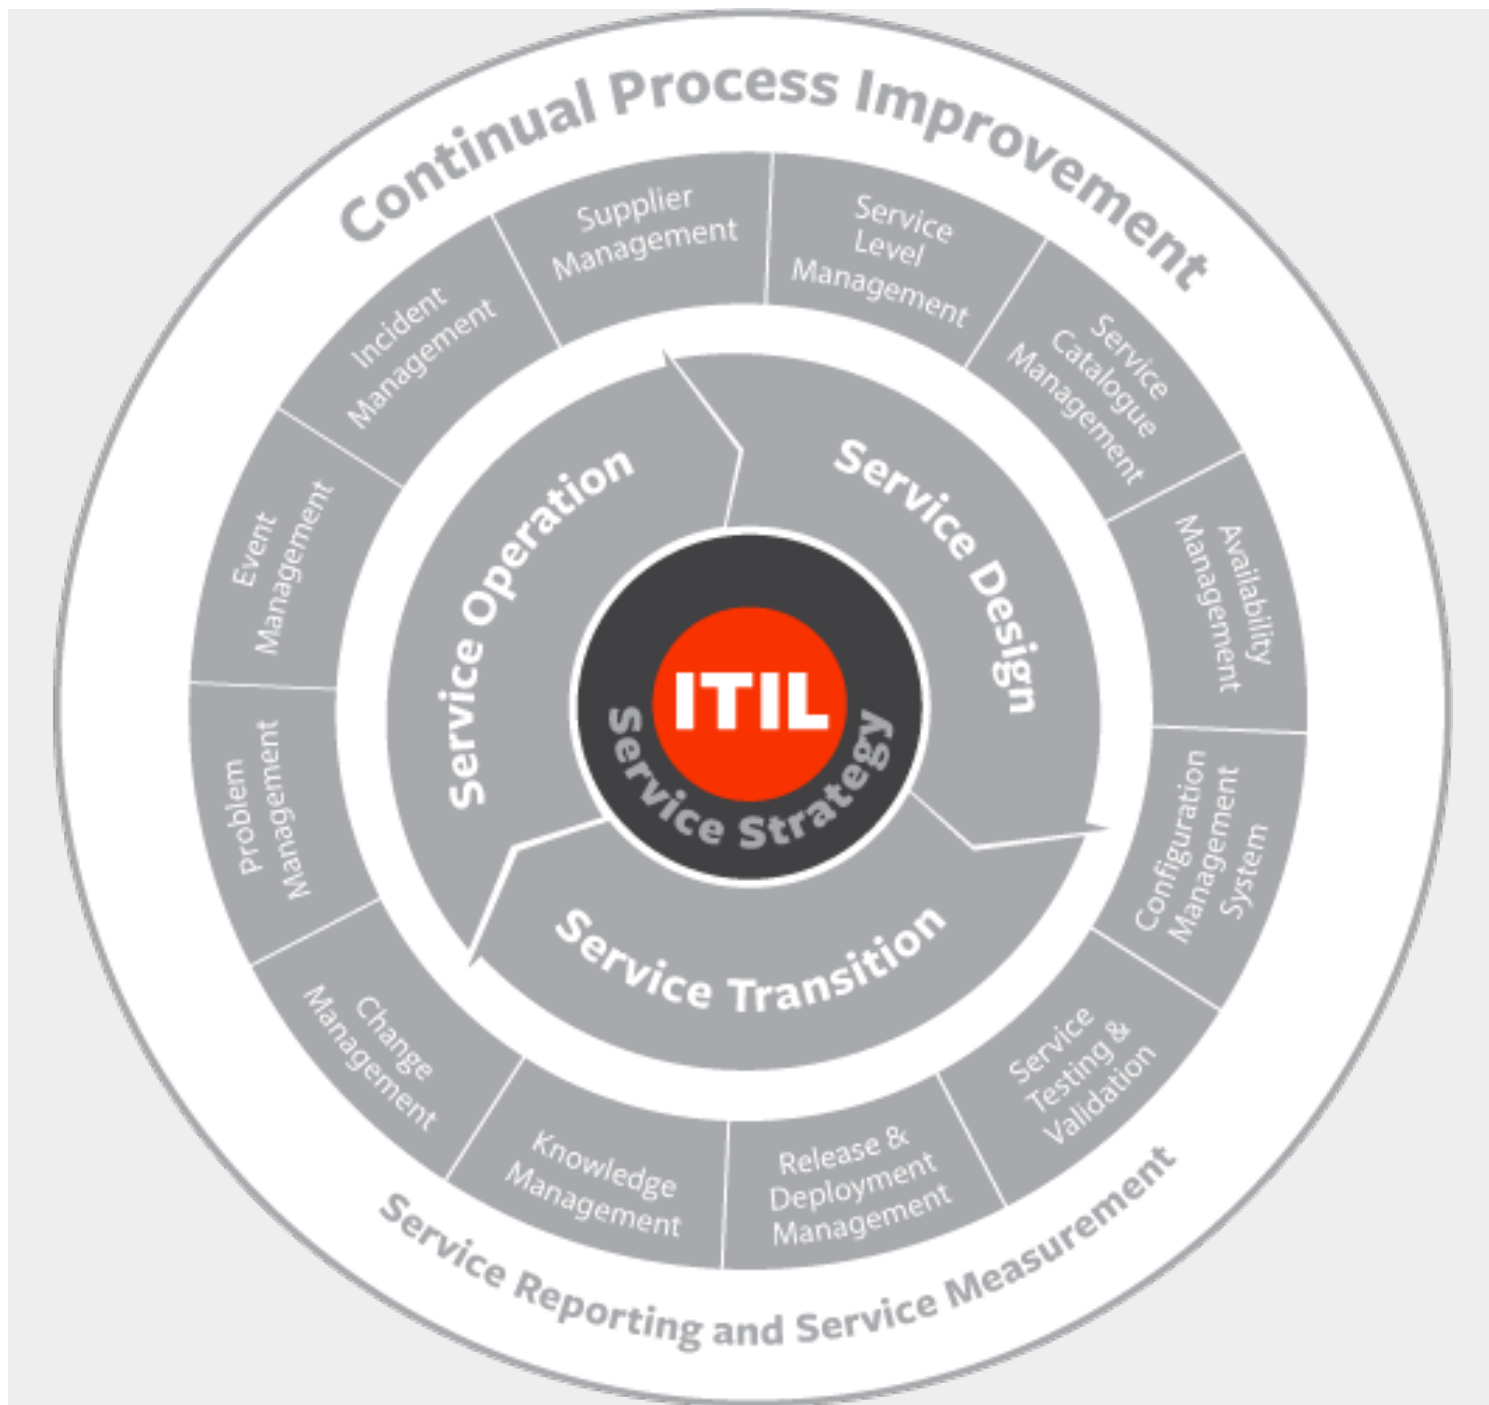 Continual Process Improvement
Supplier
Management
Service
Level
Management
Service
Catalogue
Management
Availability
Management
Configuration
Management
System
Service
Testing &
Validation
Release &
Deployment
Management
Knowledge
Management
Change
Management
Problem
Management
Event
Management
Incident
Management
Service Operation
Service Design
Service Transition
ITIL
Service Strategy
Service Reporting and Service Measurement